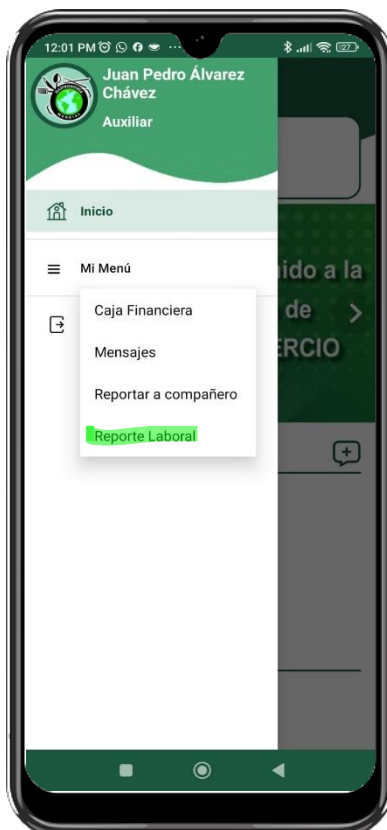 12:01 PM
27
Juan Pedro Álvarez
Chávez
Auxiliar
Inicio
Mi Menú
ido a la
Caja Financiera
de
Mensajes
ERCIO
Reportar a compañero
Reporte Laboral